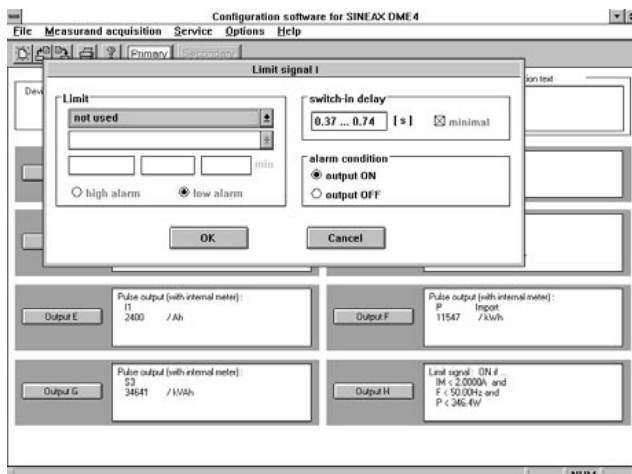 Configuration software for SINEAX DME4
File Measurand acquisition Service Options Help
Primary Secondary
Limit signal I
ion text
Devi
Limit
not used
min
high alarm low alarm
switch-in delay
0.37 ... 0.74 [s] minimal
alarm condition
output ON
output OFF
OK Cancel
Output E
Pulse output (with internal meter) :
I1
2400 / Ah
Output F
Pulse output (with internal meter) :
P Import
11547 / kWh
Output G
Pulse output (with internal meter) :
S3
34641 / kVAh
Output H
Limit signal : ON if ...
IM < 2.0000A and
F < 50.00Hz and
P < 346.4W
NUM